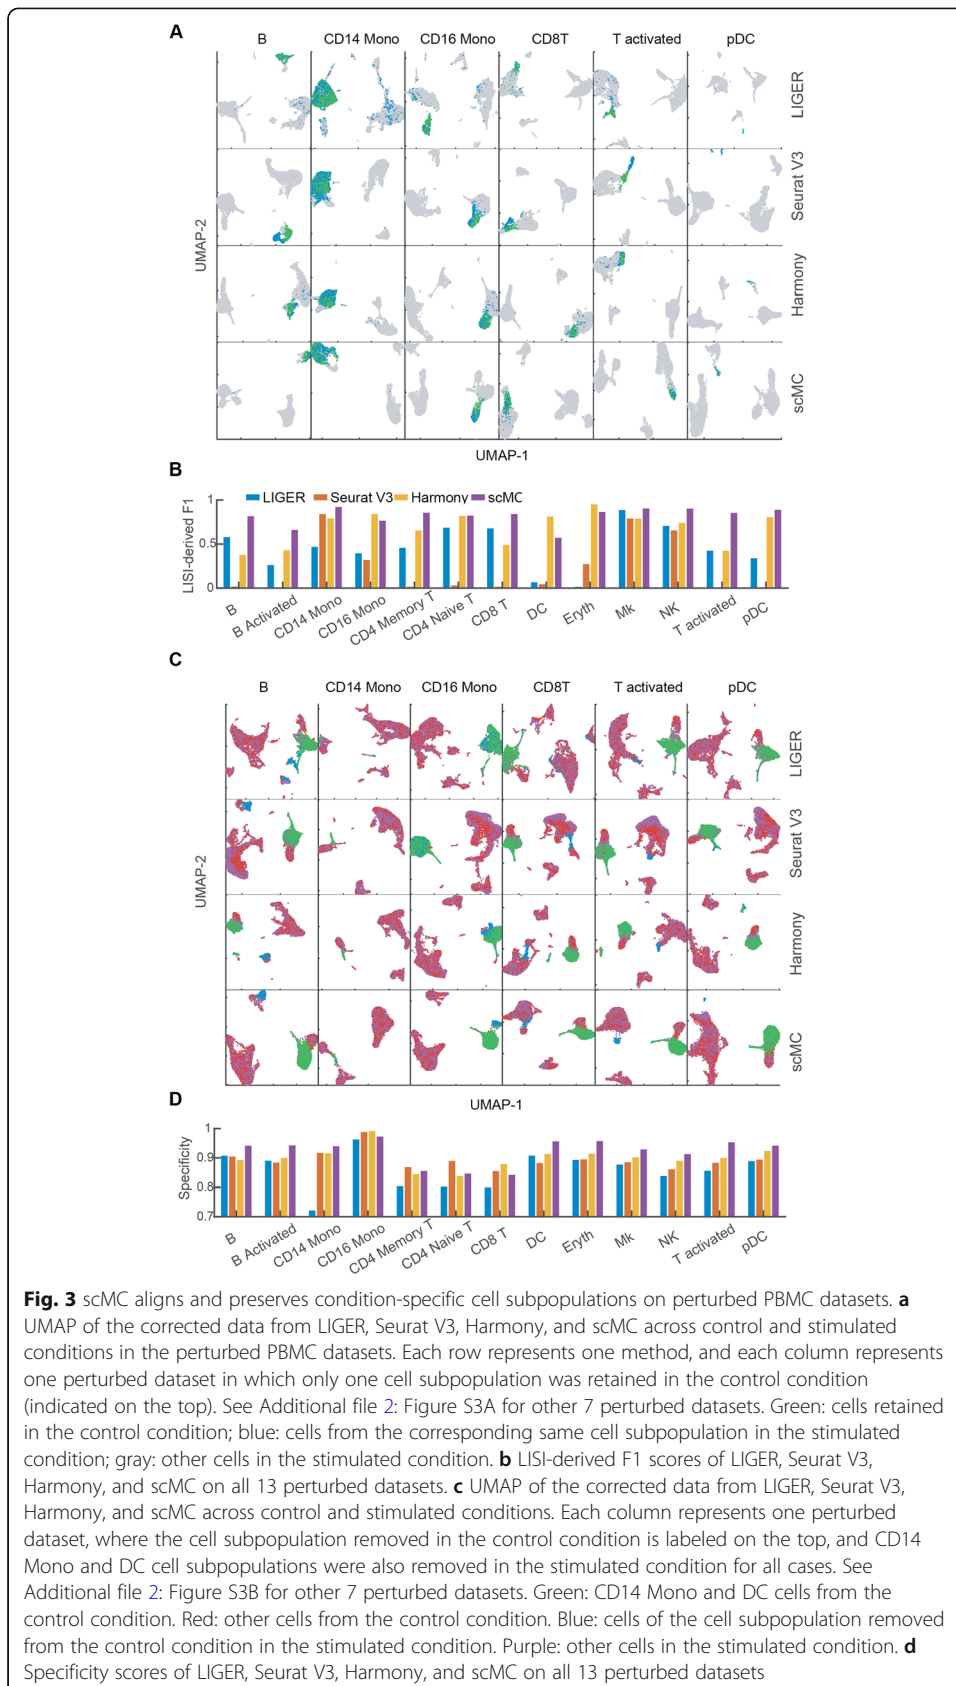 A
B CD14 Mono CD16 Mono CD8T T activated pDC
LIGER
Seurat V3
Harmony
scMC
UMAP-2
UMAP-1
B
LISI-derived F1
1
0.5
0
LIGER Seurat V3 Harmony scMC
B B Activated CD14 Mono CD16 Mono CD4 Memory T CD4 Naive T CD8 T DC Eryth Mk NK T activated pDC
C
B CD14 Mono CD16 Mono CD8T T activated pDC
LIGER
Seurat V3
Harmony
scMC
UMAP-2
UMAP-1
D
Specificity
1
0.9
0.8
0.7
B B Activated CD14 Mono CD16 Mono CD4 Memory T CD4 Naive T CD8 T DC Eryth Mk NK T activated pDC
Fig. 3 scMC aligns and preserves condition-specific cell subpopulations on perturbed PBMC datasets. a
UMAP of the corrected data from LIGER, Seurat V3, Harmony, and scMC across control and stimulated
conditions in the perturbed PBMC datasets. Each row represents one method, and each column represents
one perturbed dataset in which only one cell subpopulation was retained in the control condition
(indicated on the top). See Additional file 2: Figure S3A for other 7 perturbed datasets. Green: cells retained
in the control condition; blue: cells from the corresponding same cell subpopulation in the stimulated
condition; gray: other cells in the stimulated condition. b LISI-derived F1 scores of LIGER, Seurat V3,
Harmony, and scMC on all 13 perturbed datasets. c UMAP of the corrected data from LIGER, Seurat V3,
Harmony, and scMC across control and stimulated conditions. Each column represents one perturbed
dataset, where the cell subpopulation removed in the control condition is labeled on the top, and CD14
Mono and DC cell subpopulations were also removed in the stimulated condition for all cases. See
Additional file 2: Figure S3B for other 7 perturbed datasets. Green: CD14 Mono and DC cells from the
control condition. Red: other cells from the control condition. Blue: cells of the cell subpopulation removed
from the control condition in the stimulated condition. Purple: other cells in the stimulated condition. d
Specificity scores of LIGER, Seurat V3, Harmony, and scMC on all 13 perturbed datasets